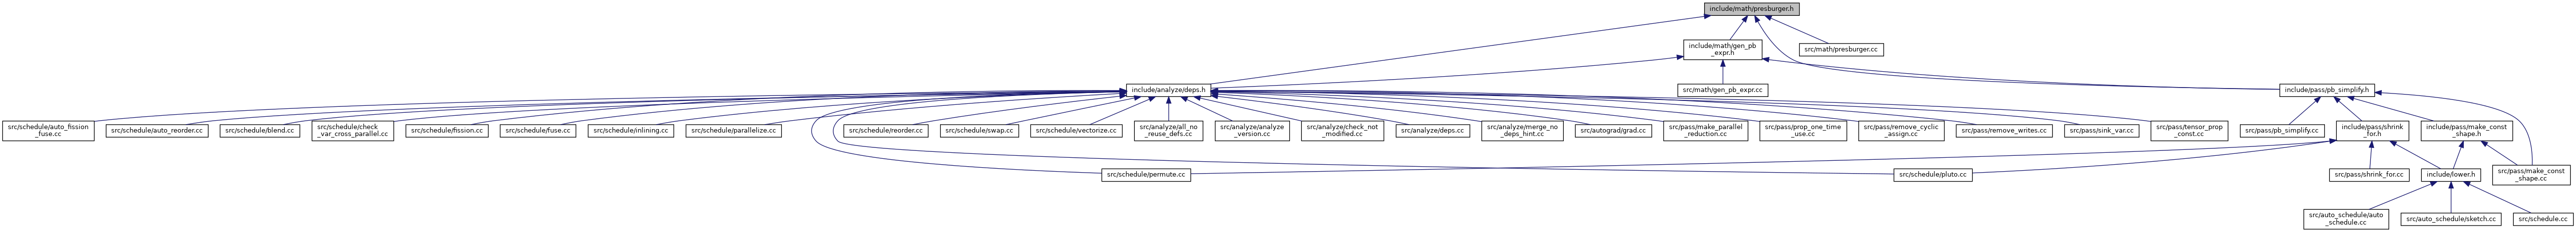 include/math/presburger.h
include/math/gen_pb
_expr.h
src/math/presburger.cc
include/analyze/deps.h
src/math/gen_pb_expr.cc
include/pass/pb_simplify.h
src/schedule/auto_fission
_fuse.cc
src/schedule/auto_reorder.cc
src/schedule/blend.cc
src/schedule/check
_var_cross_parallel.cc
src/schedule/fission.cc
src/schedule/fuse.cc
src/schedule/inlining.cc
src/schedule/parallelize.cc
src/schedule/reorder.cc
src/schedule/swap.cc
src/schedule/vectorize.cc
src/analyze/all_no
_reuse_defs.cc
src/analyze/analyze
_version.cc
src/analyze/check_not
_modified.cc
src/analyze/deps.cc
src/analyze/merge_no
_deps_hint.cc
src/autograd/grad.cc
src/pass/make_parallel
_reduction.cc
src/pass/prop_one_time
_use.cc
src/pass/remove_cyclic
_assign.cc
src/pass/remove_writes.cc
src/pass/sink_var.cc
src/pass/tensor_prop
_const.cc
src/pass/pb_simplify.cc
include/pass/shrink
_for.h
include/pass/make_const
_shape.h
src/schedule/permute.cc
src/schedule/pluto.cc
src/pass/shrink_for.cc
include/lower.h
src/pass/make_const
_shape.cc
src/auto_schedule/auto
_schedule.cc
src/auto_schedule/sketch.cc
src/schedule.cc